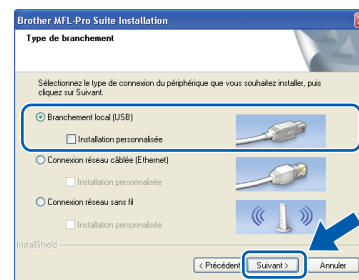 Brother MFL-Pro Suite Installation
Type de branchement
Sélectionnez le type de connexion du périphérique que vous souhaitez installer, puis
cliquez sur Suivant.
Branchement local (USB)
Installation personnalisée
Connexion réseau câblée (Ethernet)
Installation personnalisée
Connexion réseau sans fil
Installation personnalisée
InstallShield
< Précédent
Suivant >
Annuler